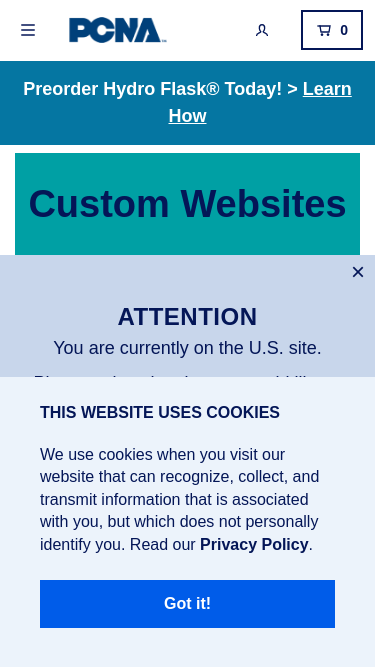 PCNA
0
Preorder Hydro Flask® Today! > Learn
How
Custom Websites
ATTENTION
You are currently on the U.S. site.
THIS WEBSITE USES COOKIES
We use cookies when you visit our
website that can recognize, collect, and
transmit information that is associated
with you, but which does not personally
identify you. Read our Privacy Policy.
Got it!